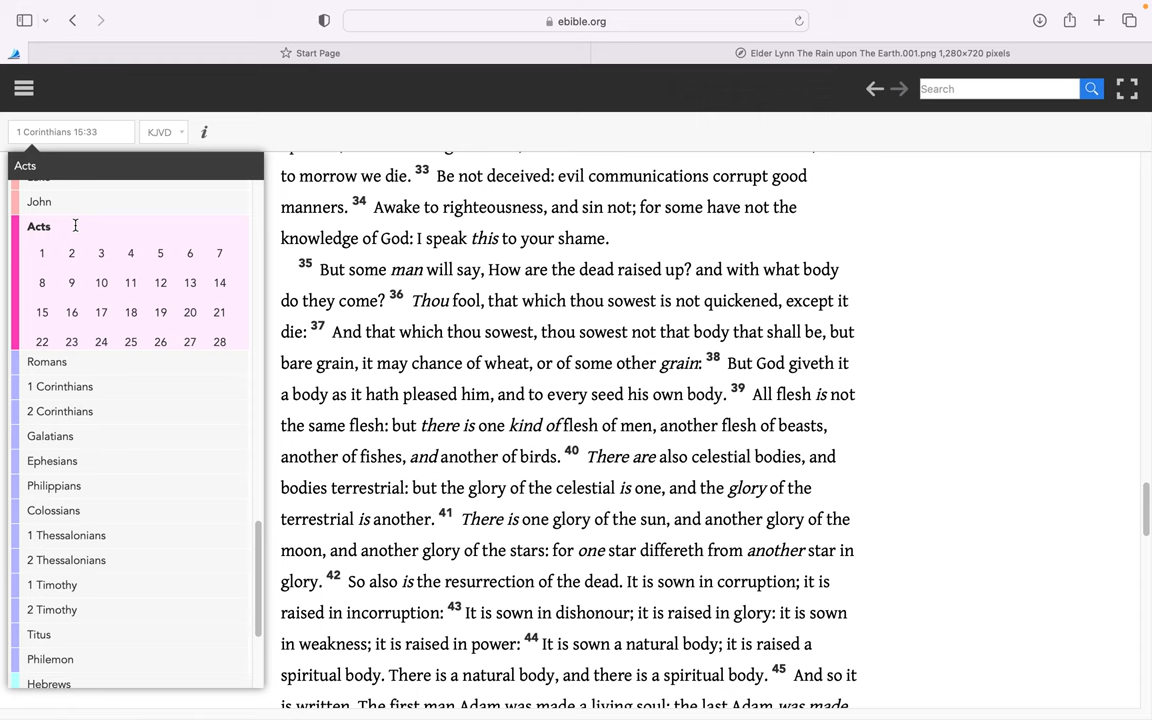 ebible.org
Start Page
Elder Lynn The Rain upon The Earth.001.png 1,280×720 pixels
Search
1 Corinthians 15:33
KJVD
i
Acts
John
Acts
1 2 3 4 5 6 7
8 9 10 11 12 13 14
15 16 17 18 19 20 21
22 23 24 25 26 27 28
Romans
1 Corinthians
2 Corinthians
Galatians
Ephesians
Philippians
Colossians
1 Thessalonians
2 Thessalonians
1 Timothy
2 Timothy
Titus
Philemon
Hebrews
to morrow we die. 33 Be not deceived: evil communications corrupt good
manners. 34 Awake to righteousness, and sin not; for some have not the
knowledge of God: I speak this to your shame.
35 But some man will say, How are the dead raised up? and with what body
do they come? 36 Thou fool, that which thou sowest is not quickened, except it
die: 37 And that which thou sowest, thou sowest not that body that shall be, but
bare grain, it may chance of wheat, or of some other grain: 38 But God giveth it
a body as it hath pleased him, and to every seed his own body. 39 All flesh is not
the same flesh: but there is one kind of flesh of men, another flesh of beasts,
another of fishes, and another of birds. 40 There are also celestial bodies, and
bodies terrestrial: but the glory of the celestial is one, and the glory of the
terrestrial is another. 41 There is one glory of the sun, and another glory of the
moon, and another glory of the stars: for one star differeth from another star in
glory. 42 So also is the resurrection of the dead. It is sown in corruption; it is
raised in incorruption: 43 It is sown in dishonour; it is raised in glory: it is sown
in weakness; it is raised in power: 44 It is sown a natural body; it is raised a
spiritual body. There is a natural body, and there is a spiritual body. 45 And so it
is written, The first man Adam was made a living soul; the last Adam was made